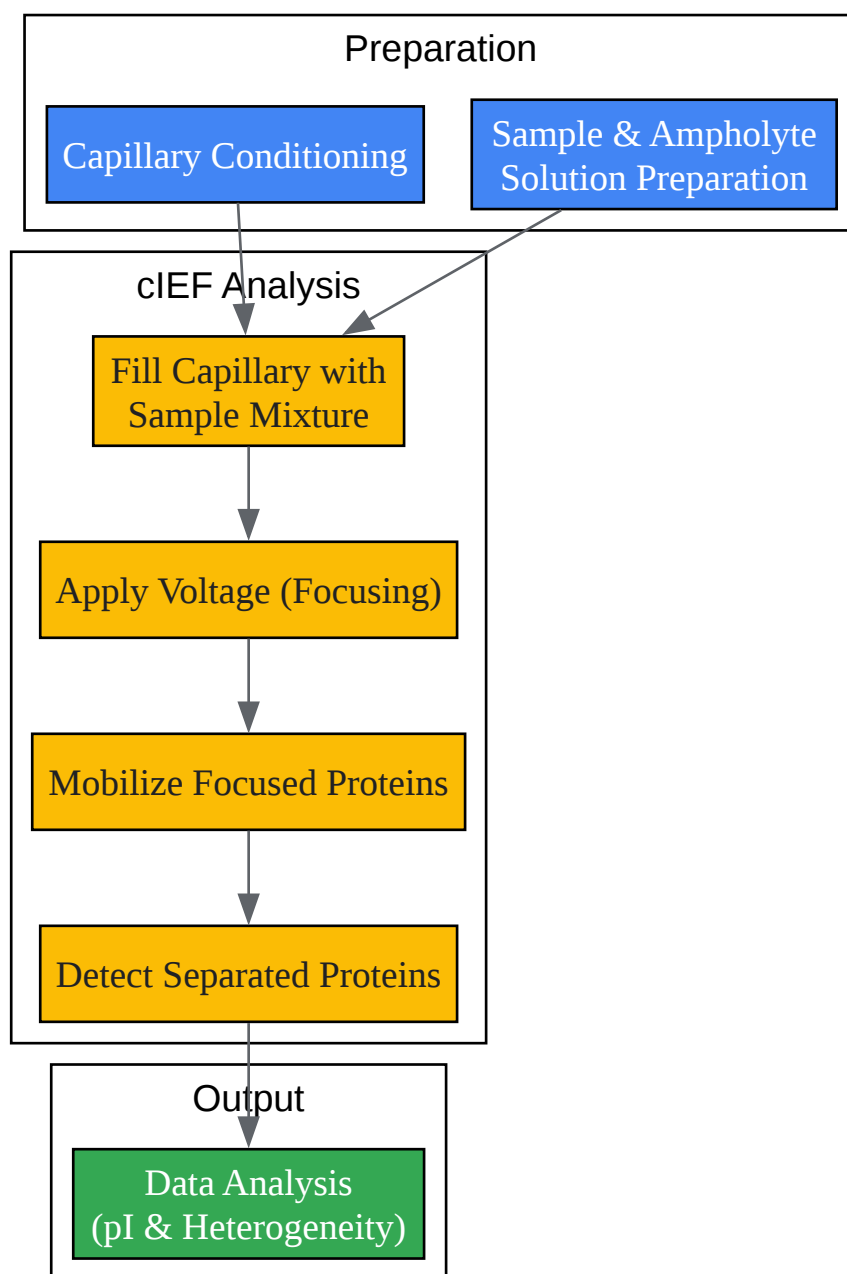 Preparation
Capillary Conditioning
Sample & Ampholyte
Solution Preparation
cIEF Analysis
Fill Capillary with
Sample Mixture
Apply Voltage (Focusing)
Mobilize Focused Proteins
Detect Separated Proteins
Output
Data Analysis
(pI & Heterogeneity)